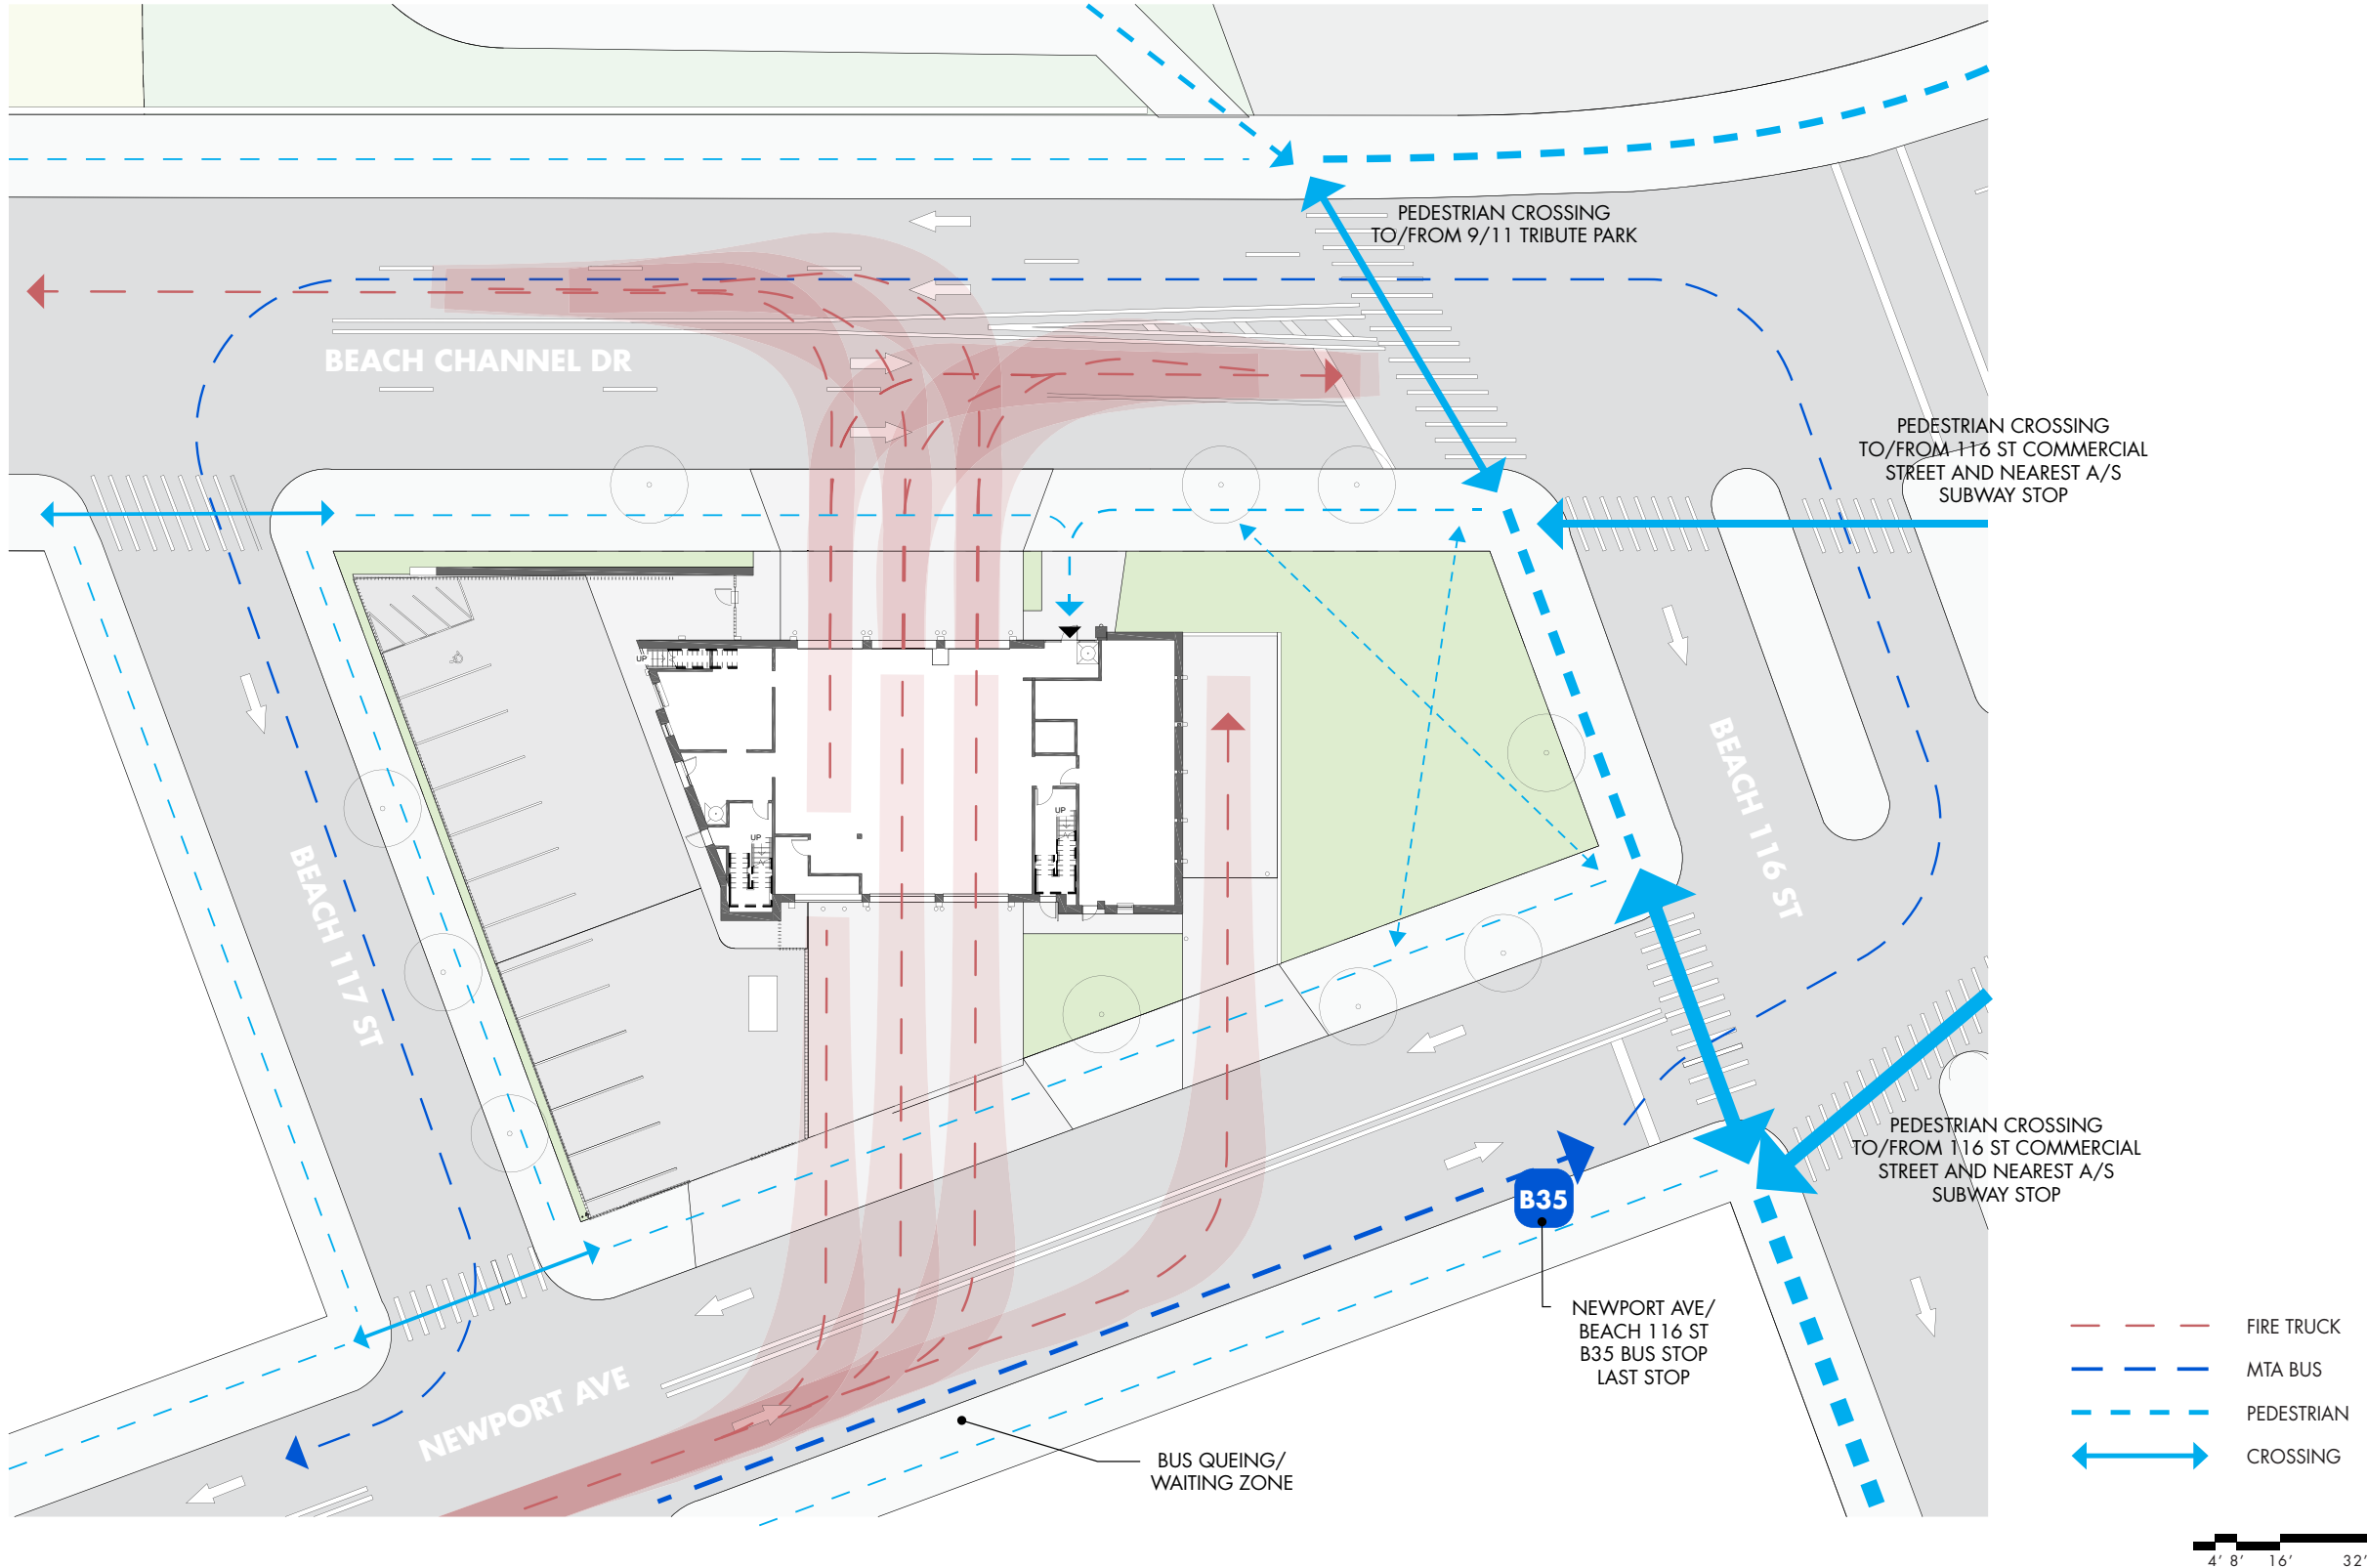 PEDESTRIAN CROSSING
TO/FROM 9/11 TRIBUTE PARK
BEACH CHANNEL DR
PEDESTRIAN CROSSING
TO/FROM 116 ST COMMERCIAL
STREET AND NEAREST A/S
SUBWAY STOP
UP
UP
UP
BEACH 116 ST
BEACH 117 ST
PEDESTRIAN CROSSING
TO/FROM 116 ST COMMERCIAL
STREET AND NEAREST A/S
SUBWAY STOP
B35
NEWPORT AVE/
BEACH 116 ST
B35 BUS STOP
LAST STOP
NEWPORT AVE
BUS QUEING/
WAITING ZONE
FIRE TRUCK
MTA BUS
PEDESTRIAN
CROSSING
4' 8' 16' 32'